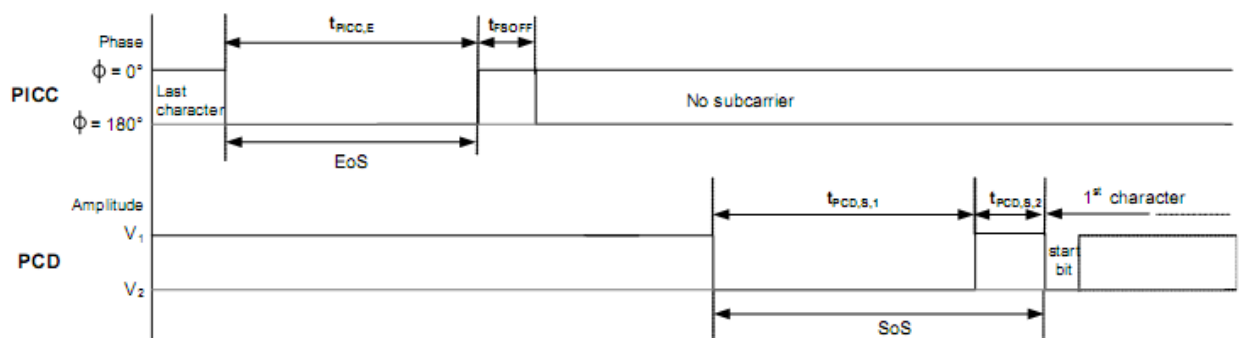 t_PICC,E
t_FSOFF
Phase
ϕ = 0°
PICC
Last
character
No subcarrier
ϕ = 180°
EoS
t_PCD,S,1
t_PCD,S,2
1st character
Amplitude
V1
PCD
start
bit
V2
SoS